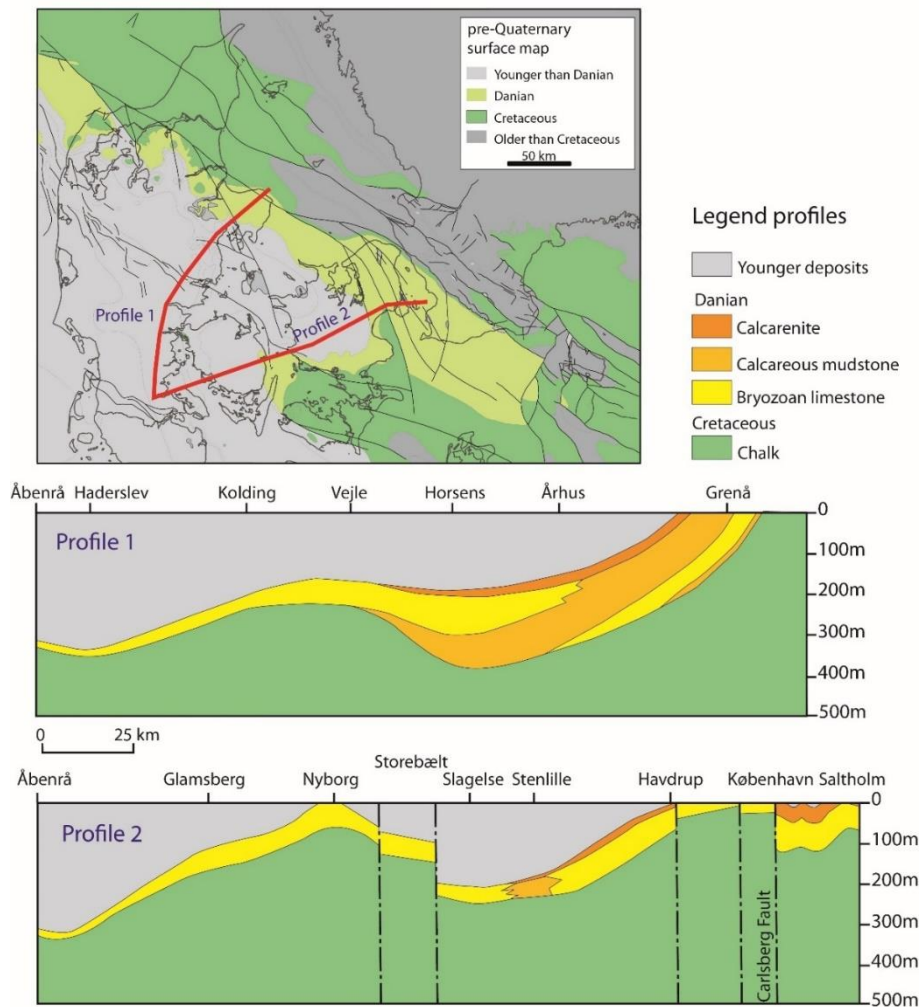 pre-Quaternary
surface map
Younger than Danian
Danian
Cretaceous
Older than Cretaceous
50 km
Profile 1
Profile 2
Legend profiles
Younger deposits
Danian
Calcarenite
Calcareous mudstone
Bryozoan limestone
Cretaceous
Chalk
Åbenrå Haderslev Kolding Vejle Horsens Århus Grenå
Profile 1
0
100m
200m
300m
400m
500m
0 25 km
Storebælt
Åbenrå Glamsberg Nyborg Slagelse Stenlille Havdrup København Saltholm
Profile 2
0
100m
200m
300m
400m
500m
Carlsberg Fault